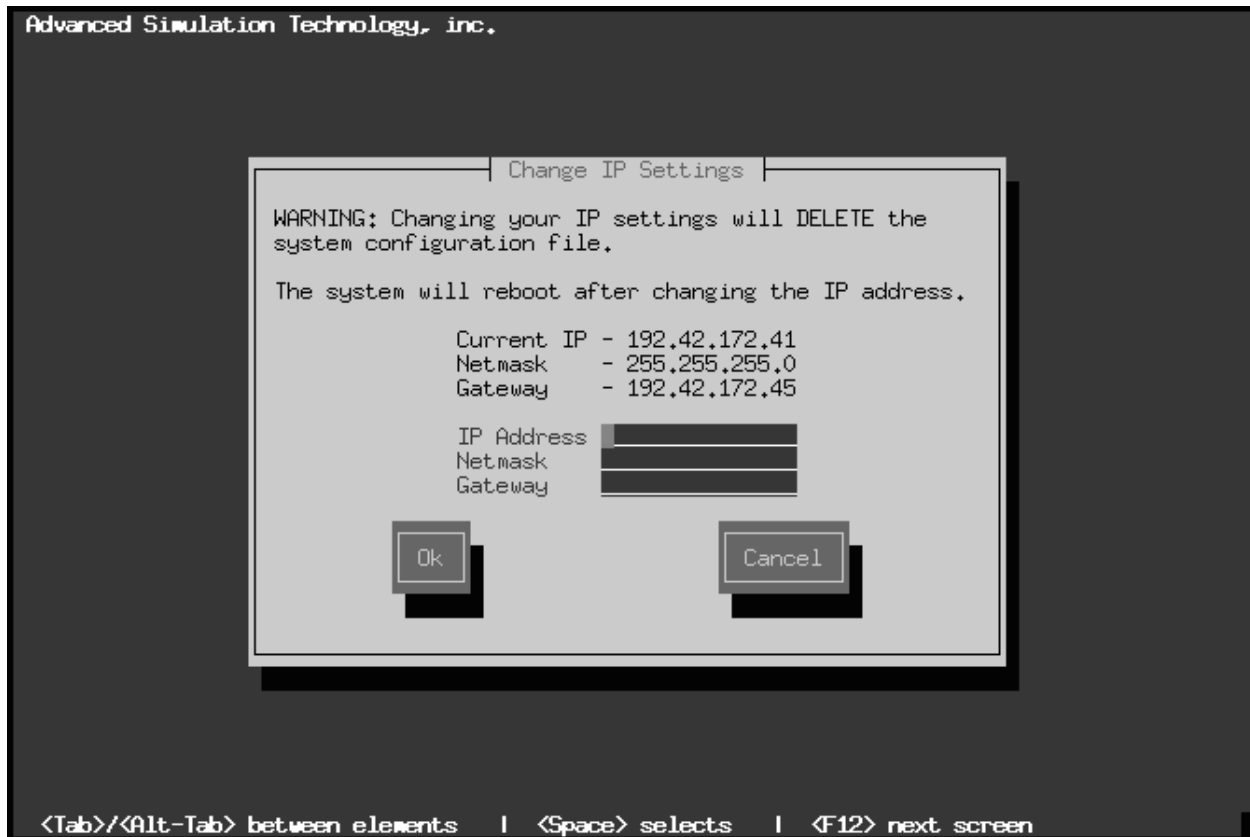 Advanced Simulation Technology, inc.
Change IP Settings
WARNING: Changing your IP settings will DELETE the
system configuration file.
The system will reboot after changing the IP address.
Current IP - 192.42.172.41
Netmask - 255.255.255.0
Gateway - 192.42.172.45
IP Address
Netmask
Gateway
Ok Cancel
<Tab>/<Alt-Tab> between elements | <Space> selects | <F12> next screen